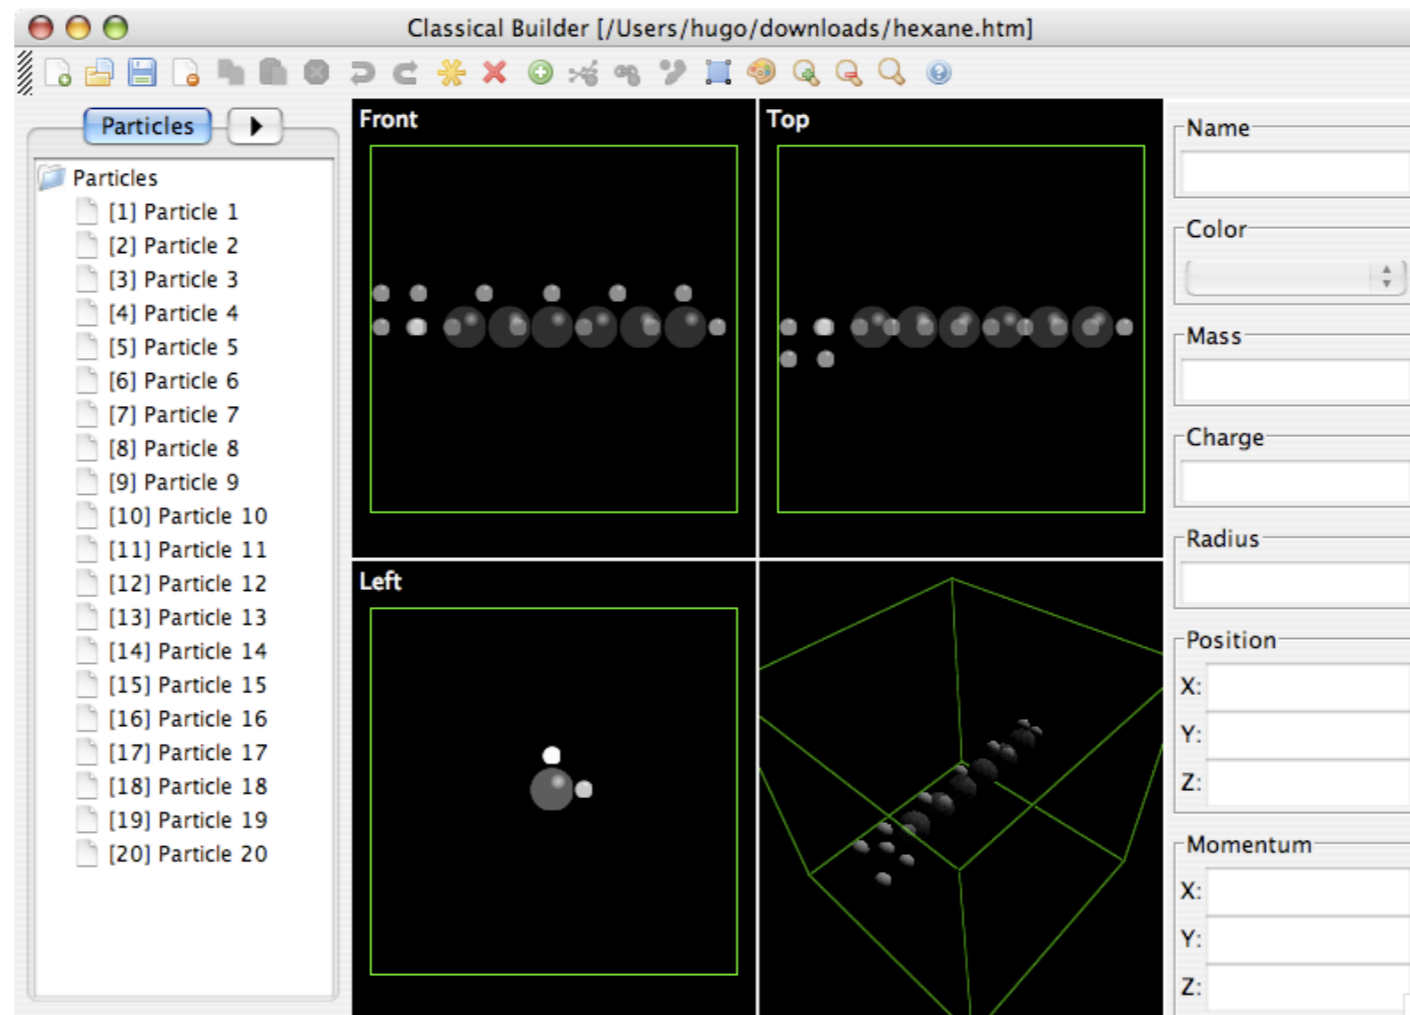 Classical Builder [/Users/hugo/downloads/hexane.htm]
Particles
Particles
[1] Particle 1
[2] Particle 2
[3] Particle 3
[4] Particle 4
[5] Particle 5
[6] Particle 6
[7] Particle 7
[8] Particle 8
[9] Particle 9
[10] Particle 10
[11] Particle 11
[12] Particle 12
[13] Particle 13
[14] Particle 14
[15] Particle 15
[16] Particle 16
[17] Particle 17
[18] Particle 18
[19] Particle 19
[20] Particle 20
Front
Top
Left
Name
Color
Mass
Charge
Radius
Position
X:
Y:
Z:
Momentum
X:
Y:
Z: